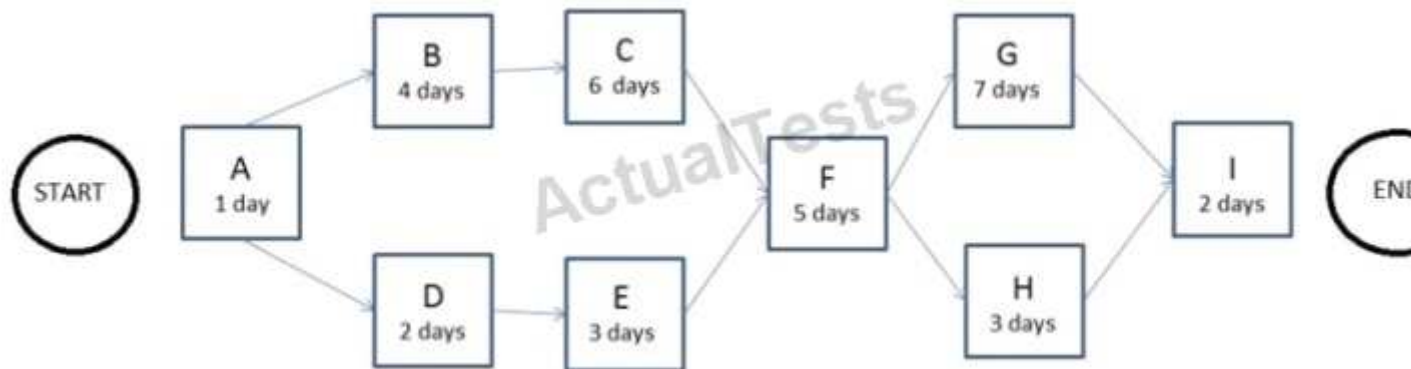 START
A
1 day
B
4 days
C
6 days
D
2 days
E
3 days
F
5 days
G
7 days
H
3 days
I
2 days
END
ActualTests